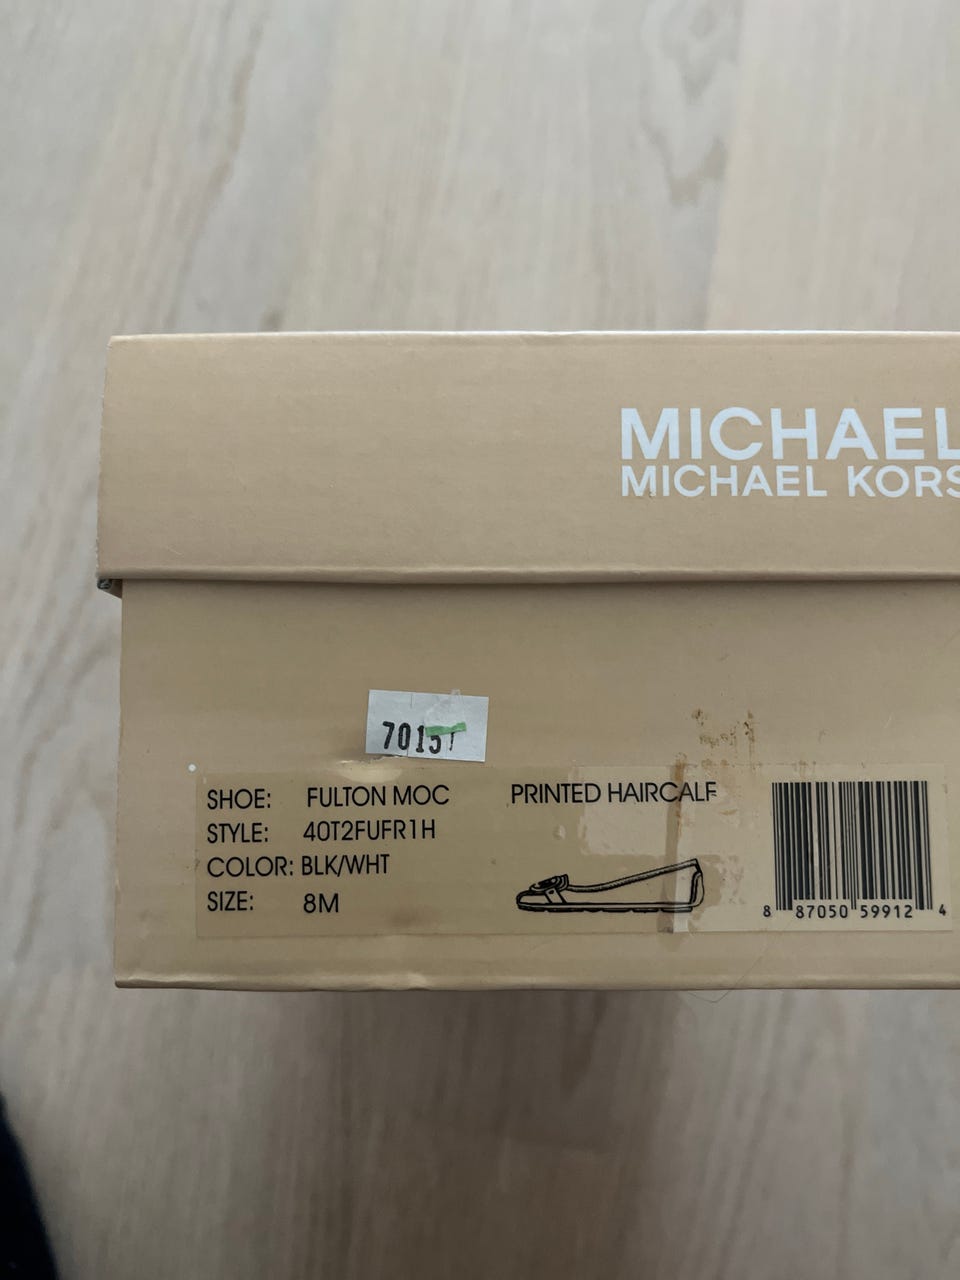 MICHAEL
MICHAEL KORS
SHOE: FULTON MOC PRINTED HAIRCALF
STYLE: 40T2FUFR1H
COLOR: BLK/WHT
SIZE: 8M
8 87050 59912 4